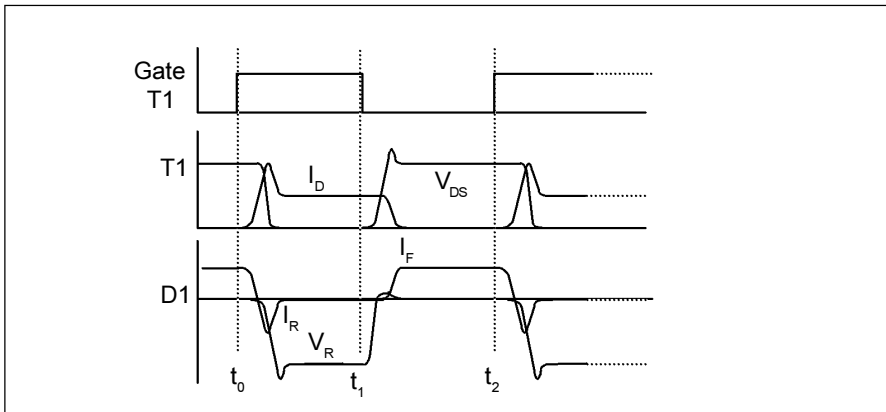 Gate
T1
T1
I_D
V_DS
I_F
D1
I_R
V_R
t_0
t_1
t_2